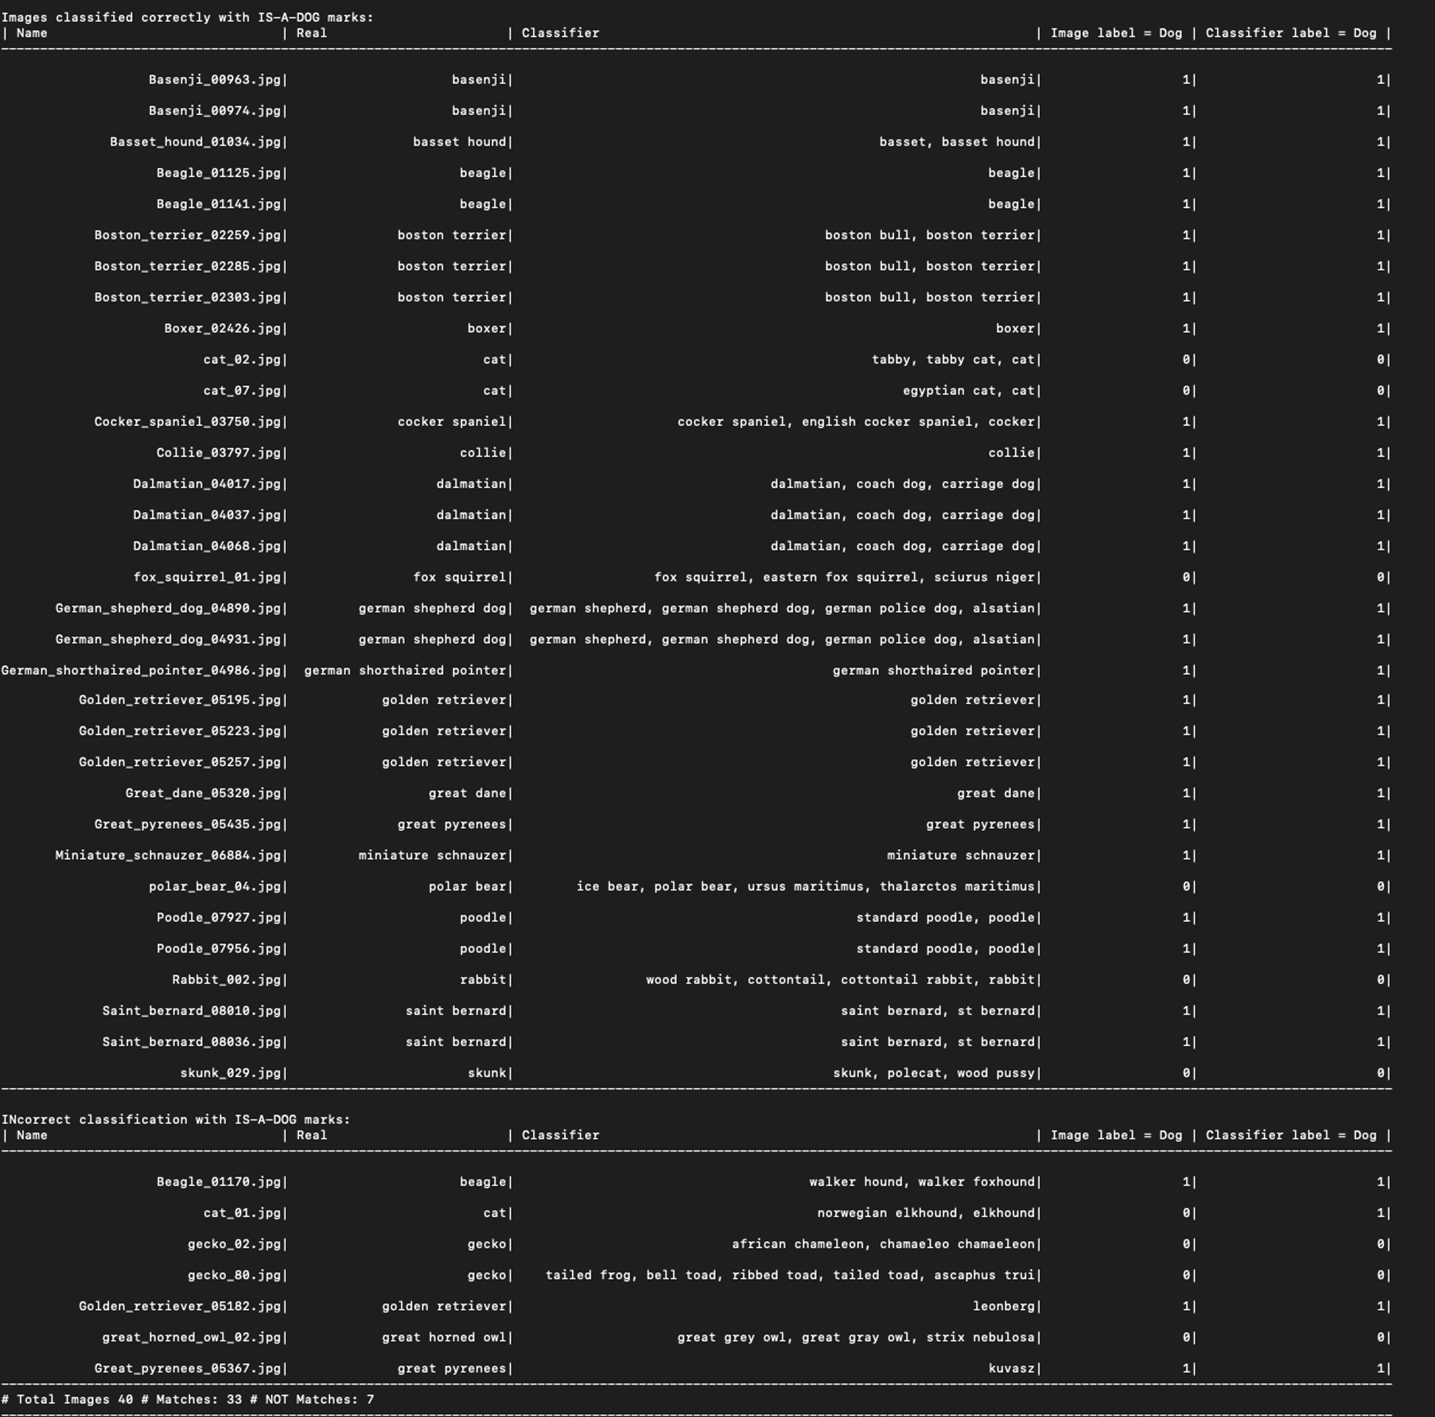 Images classified correctly with IS-A-DOG marks:
| Name | Real | Classifier | Image label = Dog | Classifier label = Dog |
Basenji_00963.jpg| basenji| basenji| 1| 1|
Basenji_00974.jpg| basenji| basenji| 1| 1|
Basset_hound_01034.jpg| basset hound| basset, basset hound| 1| 1|
Beagle_01125.jpg| beagle| beagle| 1| 1|
Beagle_01141.jpg| beagle| beagle| 1| 1|
Boston_terrier_02259.jpg| boston terrier| boston bull, boston terrier| 1| 1|
Boston_terrier_02285.jpg| boston terrier| boston bull, boston terrier| 1| 1|
Boston_terrier_02303.jpg| boston terrier| boston bull, boston terrier| 1| 1|
Boxer_02426.jpg| boxer| boxer| 1| 1|
cat_02.jpg| cat| tabby, tabby cat, cat| 0| 0|
cat_07.jpg| cat| egyptian cat, cat| 0| 0|
Cocker_spaniel_03750.jpg| cocker spaniel| cocker spaniel, english cocker spaniel, cocker| 1| 1|
Collie_03797.jpg| collie| collie| 1| 1|
Dalmatian_04017.jpg| dalmatian| dalmatian, coach dog, carriage dog| 1| 1|
Dalmatian_04037.jpg| dalmatian| dalmatian, coach dog, carriage dog| 1| 1|
Dalmatian_04068.jpg| dalmatian| dalmatian, coach dog, carriage dog| 1| 1|
fox_squirrel_01.jpg| fox squirrel| fox squirrel, eastern fox squirrel, sciurus niger| 0| 0|
German_shepherd_dog_04890.jpg| german shepherd dog| german shepherd, german shepherd dog, german police dog, alsatian| 1| 1|
German_shepherd_dog_04931.jpg| german shepherd dog| german shepherd, german shepherd dog, german police dog, alsatian| 1| 1|
German_shorthaired_pointer_04986.jpg| german shorthaired pointer| german shorthaired pointer| 1| 1|
Golden_retriever_05195.jpg| golden retriever| golden retriever| 1| 1|
Golden_retriever_05223.jpg| golden retriever| golden retriever| 1| 1|
Golden_retriever_05257.jpg| golden retriever| golden retriever| 1| 1|
Great_dane_05320.jpg| great dane| great dane| 1| 1|
Great_pyrenees_05435.jpg| great pyrenees| great pyrenees| 1| 1|
Miniature_schnauzer_06884.jpg| miniature schnauzer| miniature schnauzer| 1| 1|
polar_bear_04.jpg| polar bear| ice bear, polar bear, ursus maritimus, thalarctos maritimus| 0| 0|
Poodle_07927.jpg| poodle| standard poodle, poodle| 1| 1|
Poodle_07956.jpg| poodle| standard poodle, poodle| 1| 1|
Rabbit_002.jpg| rabbit| wood rabbit, cottontail, cottontail rabbit, rabbit| 0| 0|
Saint_bernard_08010.jpg| saint bernard| saint bernard, st bernard| 1| 1|
Saint_bernard_08036.jpg| saint bernard| saint bernard, st bernard| 1| 1|
skunk_029.jpg| skunk| skunk, polecat, wood pussy| 0| 0|
INcorrect classification with IS-A-DOG marks:
| Name | Real | Classifier | Image label = Dog | Classifier label = Dog |
Beagle_01170.jpg| beagle| walker hound, walker foxhound| 1| 1|
cat_01.jpg| cat| norwegian elkhound, elkhound| 0| 1|
gecko_02.jpg| gecko| african chameleon, chamaeleo chamaeleon| 0| 0|
gecko_80.jpg| gecko| tailed frog, bell toad, ribbed toad, tailed toad, ascaphus trui| 0| 0|
Golden_retriever_05182.jpg| golden retriever| leonberg| 1| 1|
great_horned_owl_02.jpg| great horned owl| great grey owl, great gray owl, strix nebulosa| 0| 0|
Great_pyrenees_05367.jpg| great pyrenees| kuvasz| 1| 1|
# Total Images 40 # Matches: 33 # NOT Matches: 7